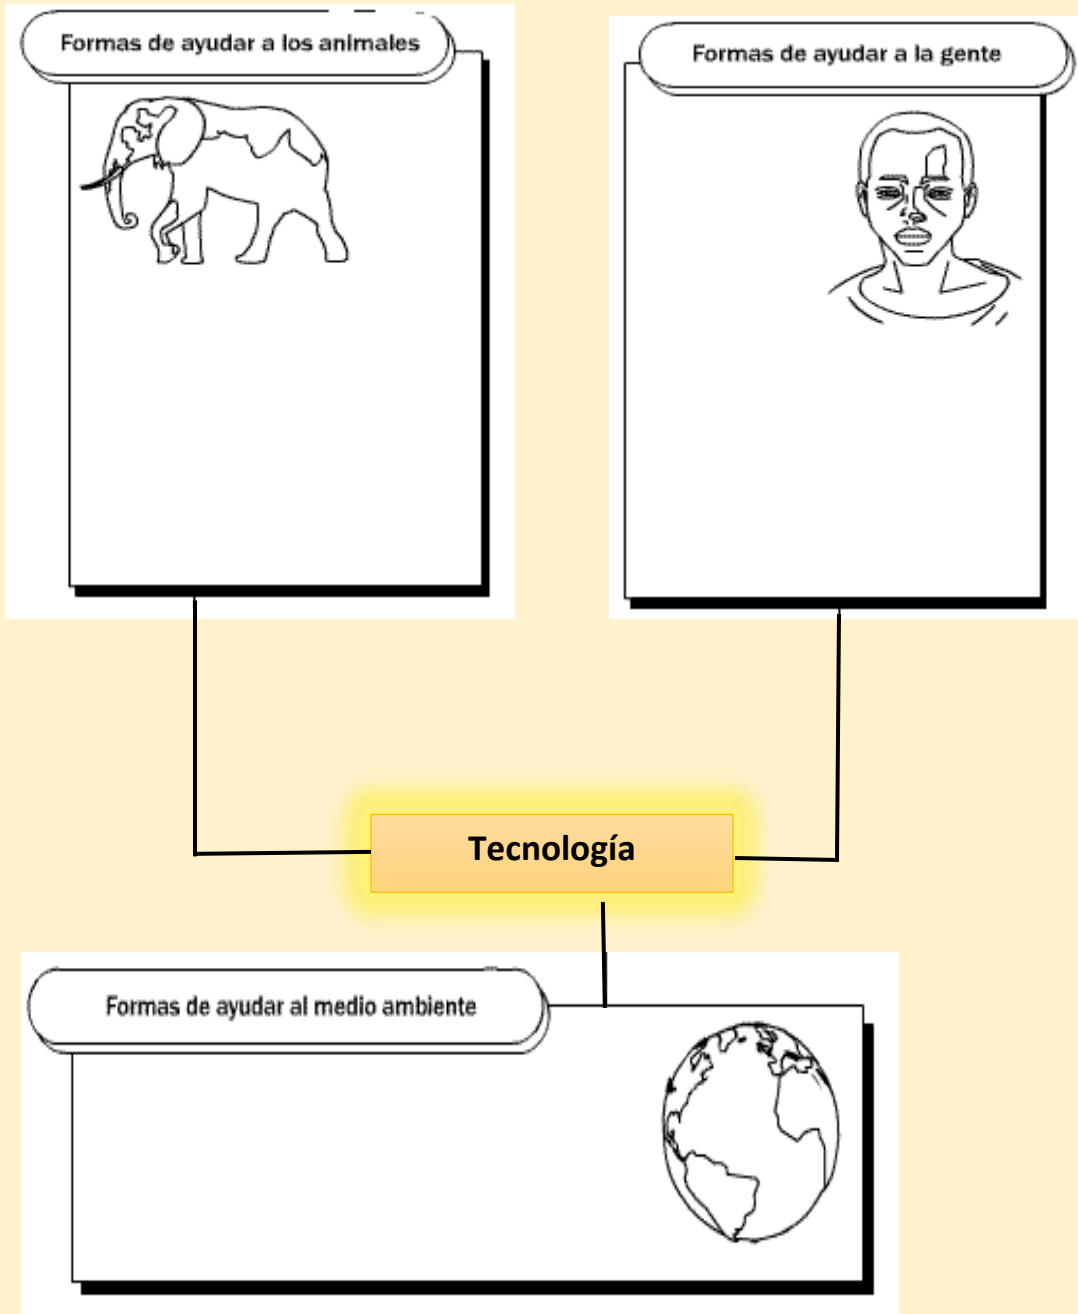 Formas de ayudar a los animales
Formas de ayudar a la gente
Tecnología
Formas de ayudar al medio ambiente